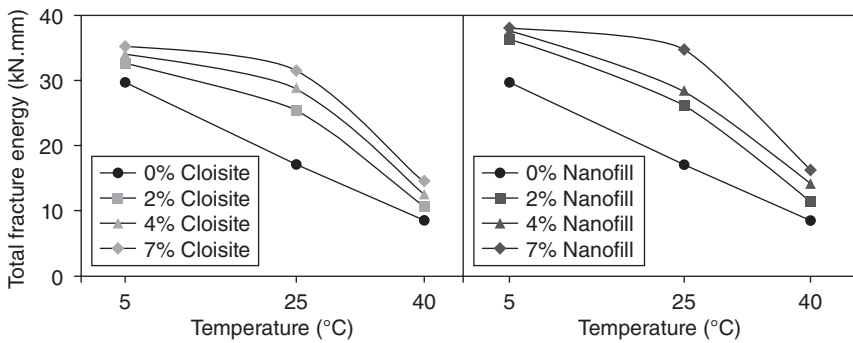 Total fracture energy (kN.mm)
40
30
20
10
0
0% Cloisite
2% Cloisite
4% Cloisite
7% Cloisite
5
25
40
Temperature (°C)
0% Nanofill
2% Nanofill
4% Nanofill
7% Nanofill
5
25
40
Temperature (°C)